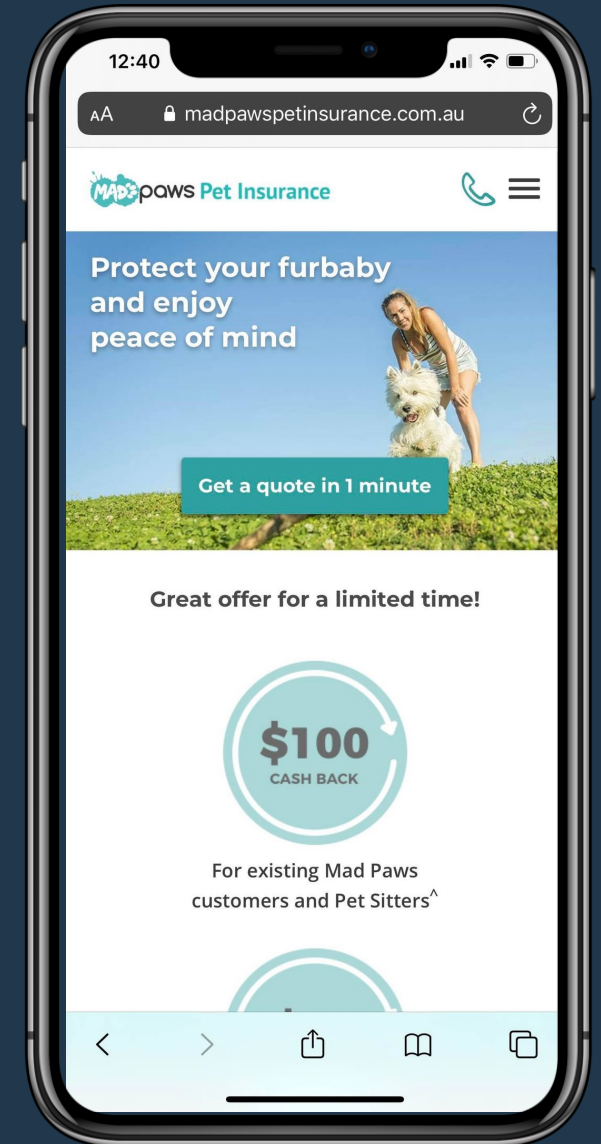 12:40
AA madpawspetinsurance.com.au
MAD paws Pet Insurance
Protect your furbaby
and enjoy
peace of mind
Get a quote in 1 minute
Great offer for a limited time!
$100
CASH BACK
For existing Mad Paws
customers and Pet Sitters^